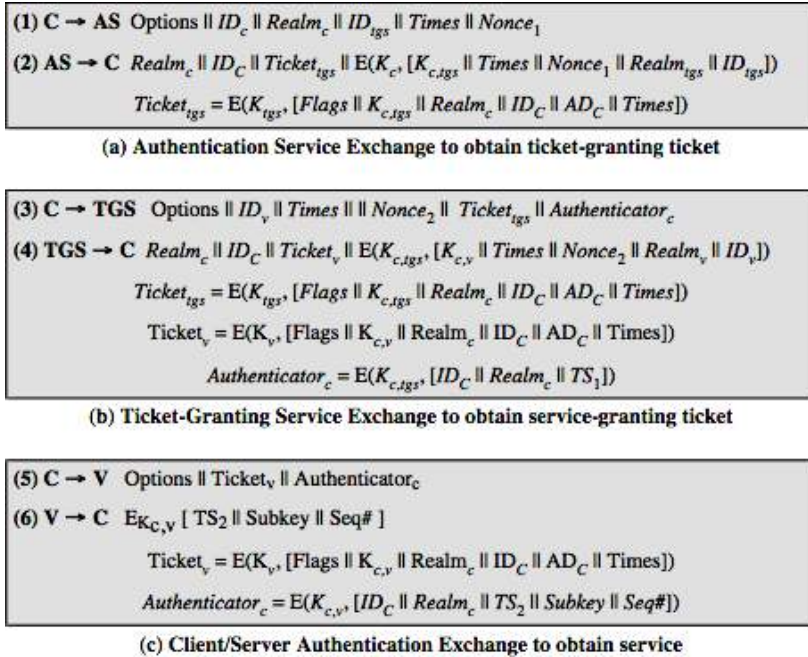 (1) C → AS Options || ID_c || Realm_c || ID_tgs || Times || Nonce_1
(2) AS → C Realm_c || ID_C || Ticket_tgs || E(K_c, [K_c,tgs || Times || Nonce_1 || Realm_tgs || ID_tgs])
Ticket_tgs = E(K_tgs, [Flags || K_c,tgs || Realm_c || ID_C || AD_C || Times])
(a) Authentication Service Exchange to obtain ticket-granting ticket
(3) C → TGS Options || ID_v || Times || || Nonce_2 || Ticket_tgs || Authenticator_c
(4) TGS → C Realm_c || ID_C || Ticket_v || E(K_c,tgs, [K_c,v || Times || Nonce_2 || Realm_v || ID_v])
Ticket_tgs = E(K_tgs, [Flags || K_c,tgs || Realm_c || ID_C || AD_C || Times])
Ticket_v = E(K_v, [Flags || K_c,v || Realm_c || ID_C || AD_C || Times])
Authenticator_c = E(K_c,tgs, [ID_C || Realm_c || TS_1])
(b) Ticket-Granting Service Exchange to obtain service-granting ticket
(5) C → V Options || Ticket_v || Authenticator_c
(6) V → C E_K_C,V [ TS_2 || Subkey || Seq# ]
Ticket_v = E(K_v, [Flags || K_c,v || Realm_c || ID_C || AD_C || Times])
Authenticator_c = E(K_c,v, [ID_C || Realm_c || TS_2 || Subkey || Seq#])
(c) Client/Server Authentication Exchange to obtain service